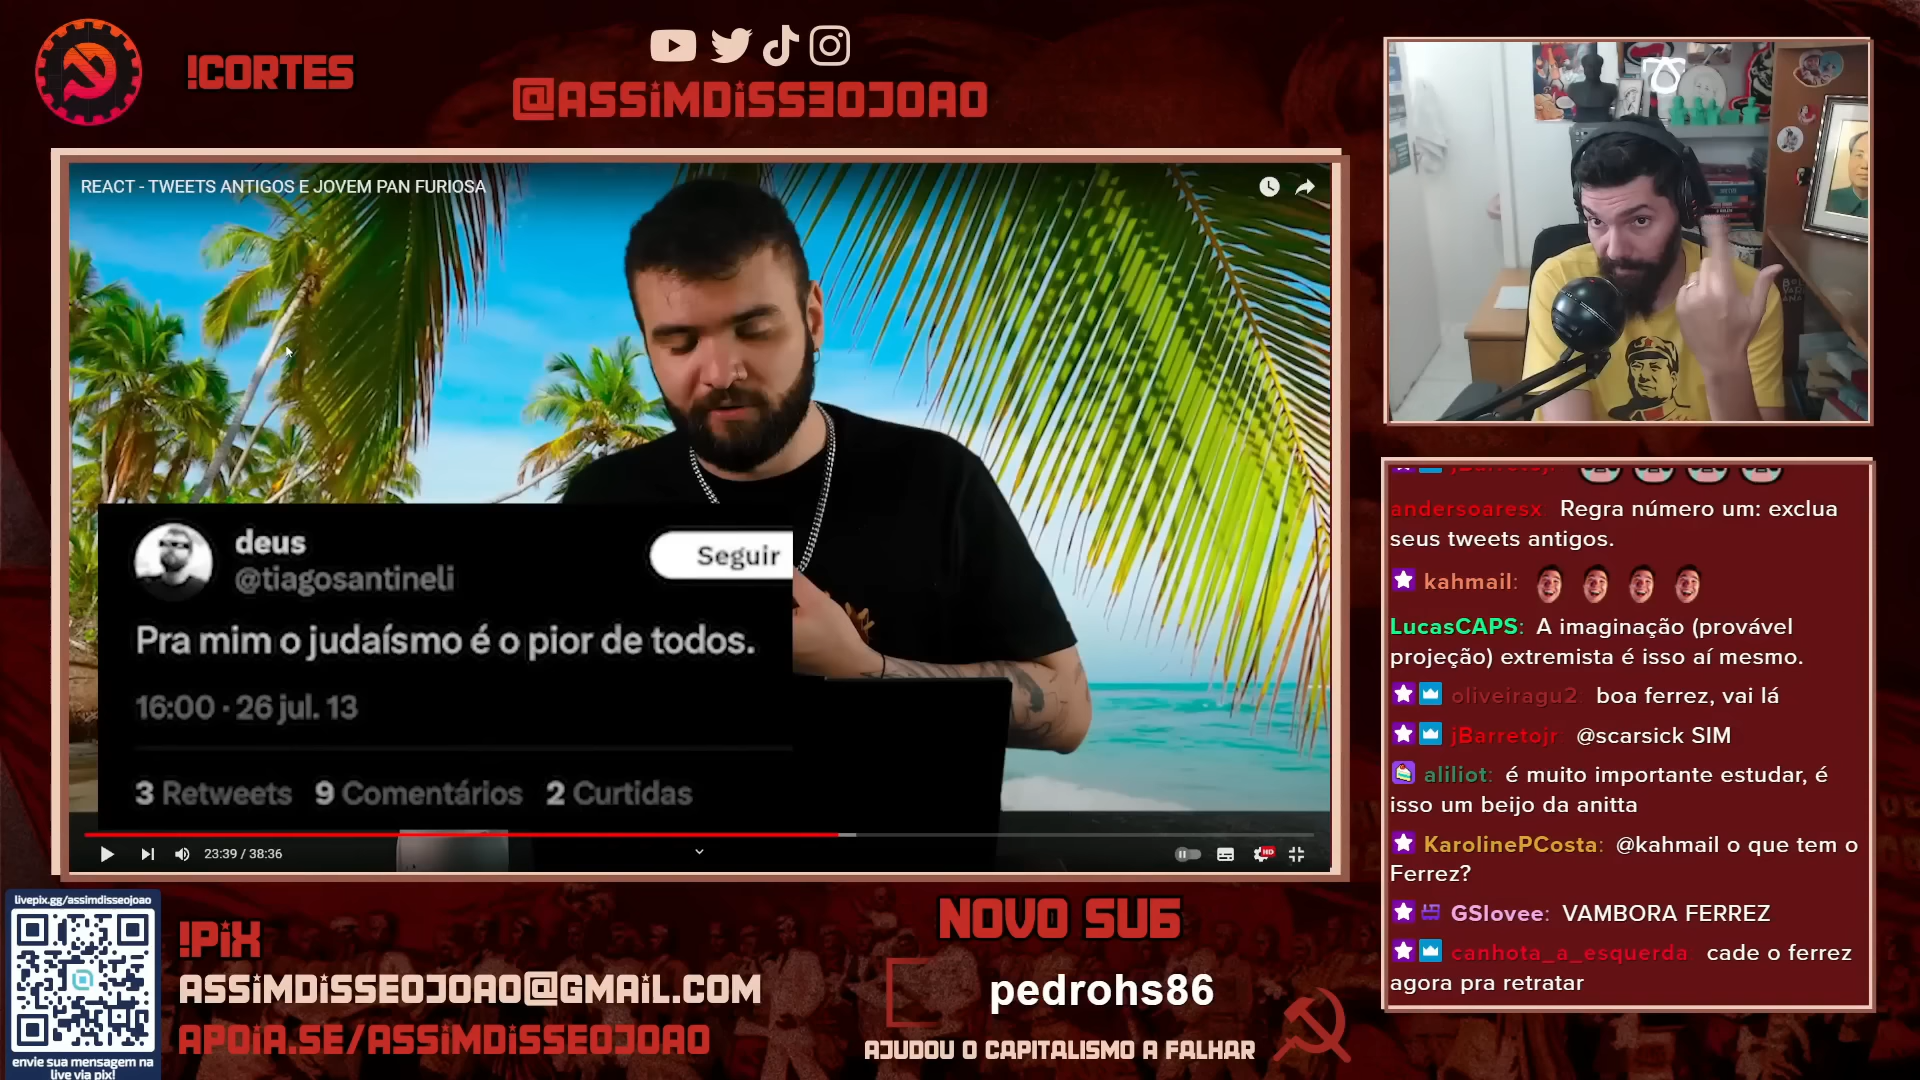 !CORTES
@ASSIMDISSEOJOAO
REACT - TWEETS ANTIGOS E JOVEM PAN FURIOSA
deus
@tiagosantineli
Seguir
Pra mim o judaísmo é o pior de todos.
16:00 · 26 jul. 13
3 Retweets 9 Comentários 2 Curtidas
23:39 / 38:36
HD
jBarretojr:
andersoaresx: Regra número um: exclua
seus tweets antigos.
kahmail:
LucasCAPS: A imaginação (provável
projeção) extremista é isso aí mesmo.
oliveiragu2: boa ferrez, vai lá
jBarretojr: @scarsick SIM
aliliot: é muito importante estudar, é
isso um beijo da anitta
KarolinePCosta: @kahmail o que tem o
Ferrez?
GSlovee: VAMBORA FERREZ
canhota_a_esquerda: cade o ferrez
agora pra retratar
livepix.gg/assimdisseojoao
envie sua mensagem na
live via pix!
!PIX
ASSIMDISSEOJOAO@GMAIL.COM
APOIA.SE/ASSIMDISSEOJOAO
NOVO SUB
pedrohs86
AJUDOU O CAPITALISMO A FALHAR